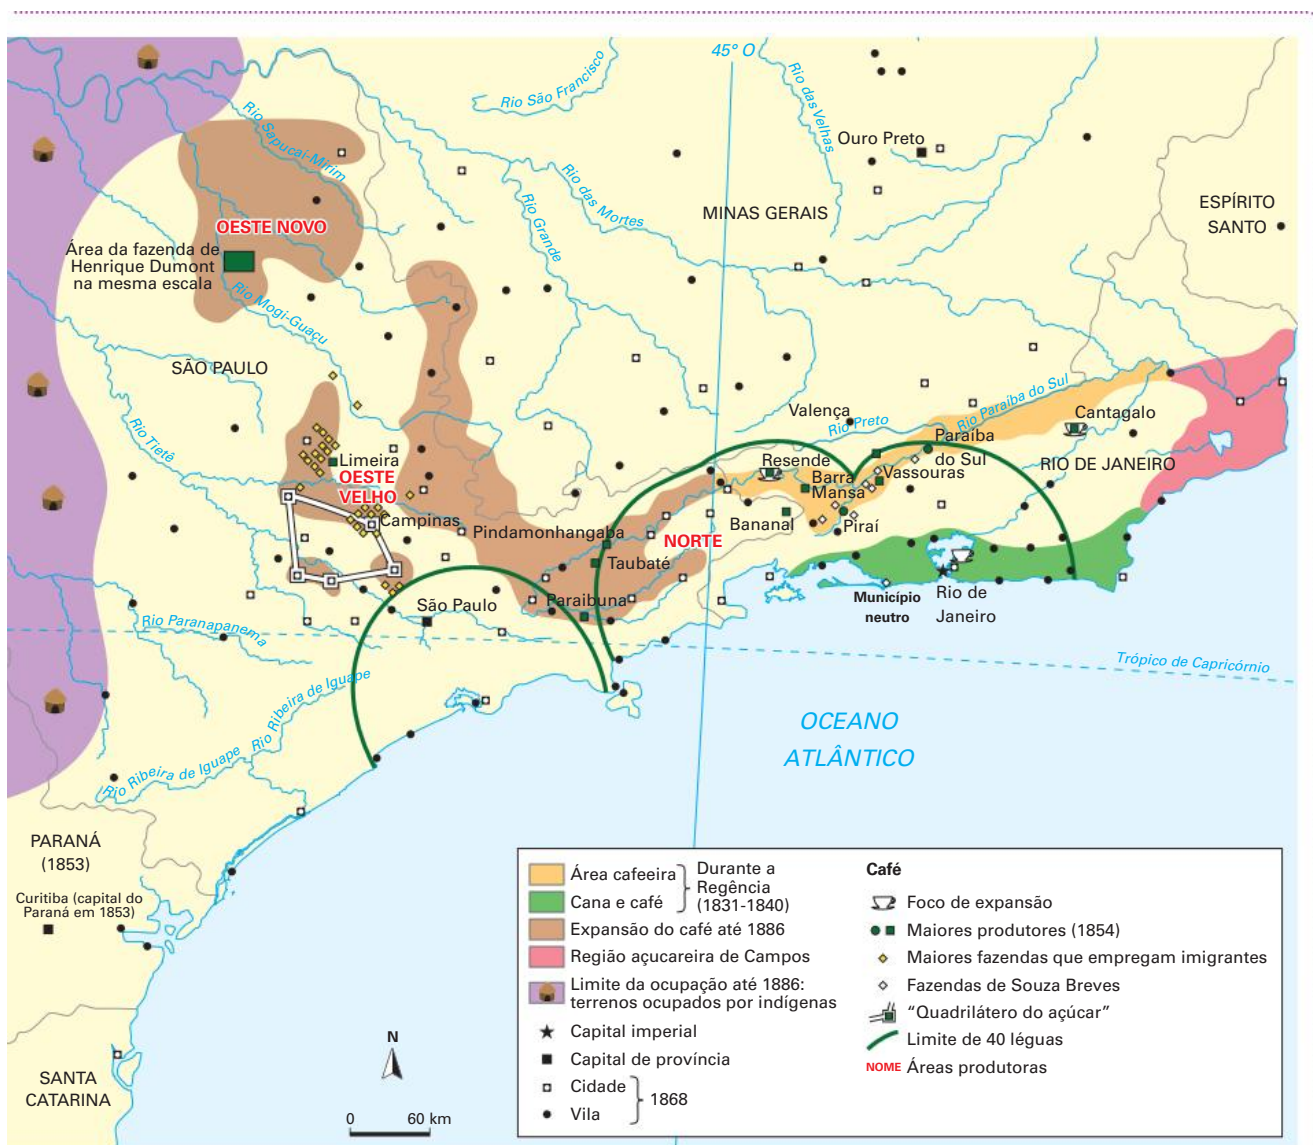 45° O
Rio São Francisco
Rio das Velhas
Ouro Preto
Rio Sapucaí-Mirim
Rio das Mortes
Rio Grande
MINAS GERAIS
ESPÍRITO
SANTO
OESTE NOVO
Área da fazenda de
Henrique Dumont
na mesma escala
Rio Mogi-Guaçu
SÃO PAULO
Rio Tietê
Valença
Rio Preto
Rio Paraíba do Sul
Cantagalo
Paraíba
do Sul
RIO DE JANEIRO
Limeira
OESTE
VELHO
Resende
Barra
Mansa
Vassouras
Campinas
Pindamonhangaba
NORTE
Bananal
Piraí
Taubaté
Paraibuna
São Paulo
Município
neutro
Rio de
Janeiro
Rio Paranapanema
Trópico de Capricórnio
Rio Ribeira de Iguape
Rio Ribeira de Iguape
OCEANO
ATLÂNTICO
PARANÁ
(1853)
Curitiba (capital do
Paraná em 1853)
SANTA
CATARINA
N
0 60 km
Área cafeeira
Cana e café
Durante a
Regência
(1831-1840)
Expansão do café até 1886
Região açucareira de Campos
Limite da ocupação até 1886:
terrenos ocupados por indígenas
Capital imperial
Capital de província
Cidade
Vila
1868
Café
Foco de expansão
Maiores produtores (1854)
Maiores fazendas que empregam imigrantes
Fazendas de Souza Breves
“Quadrilátero do açúcar”
Limite de 40 léguas
NOME Áreas produtoras